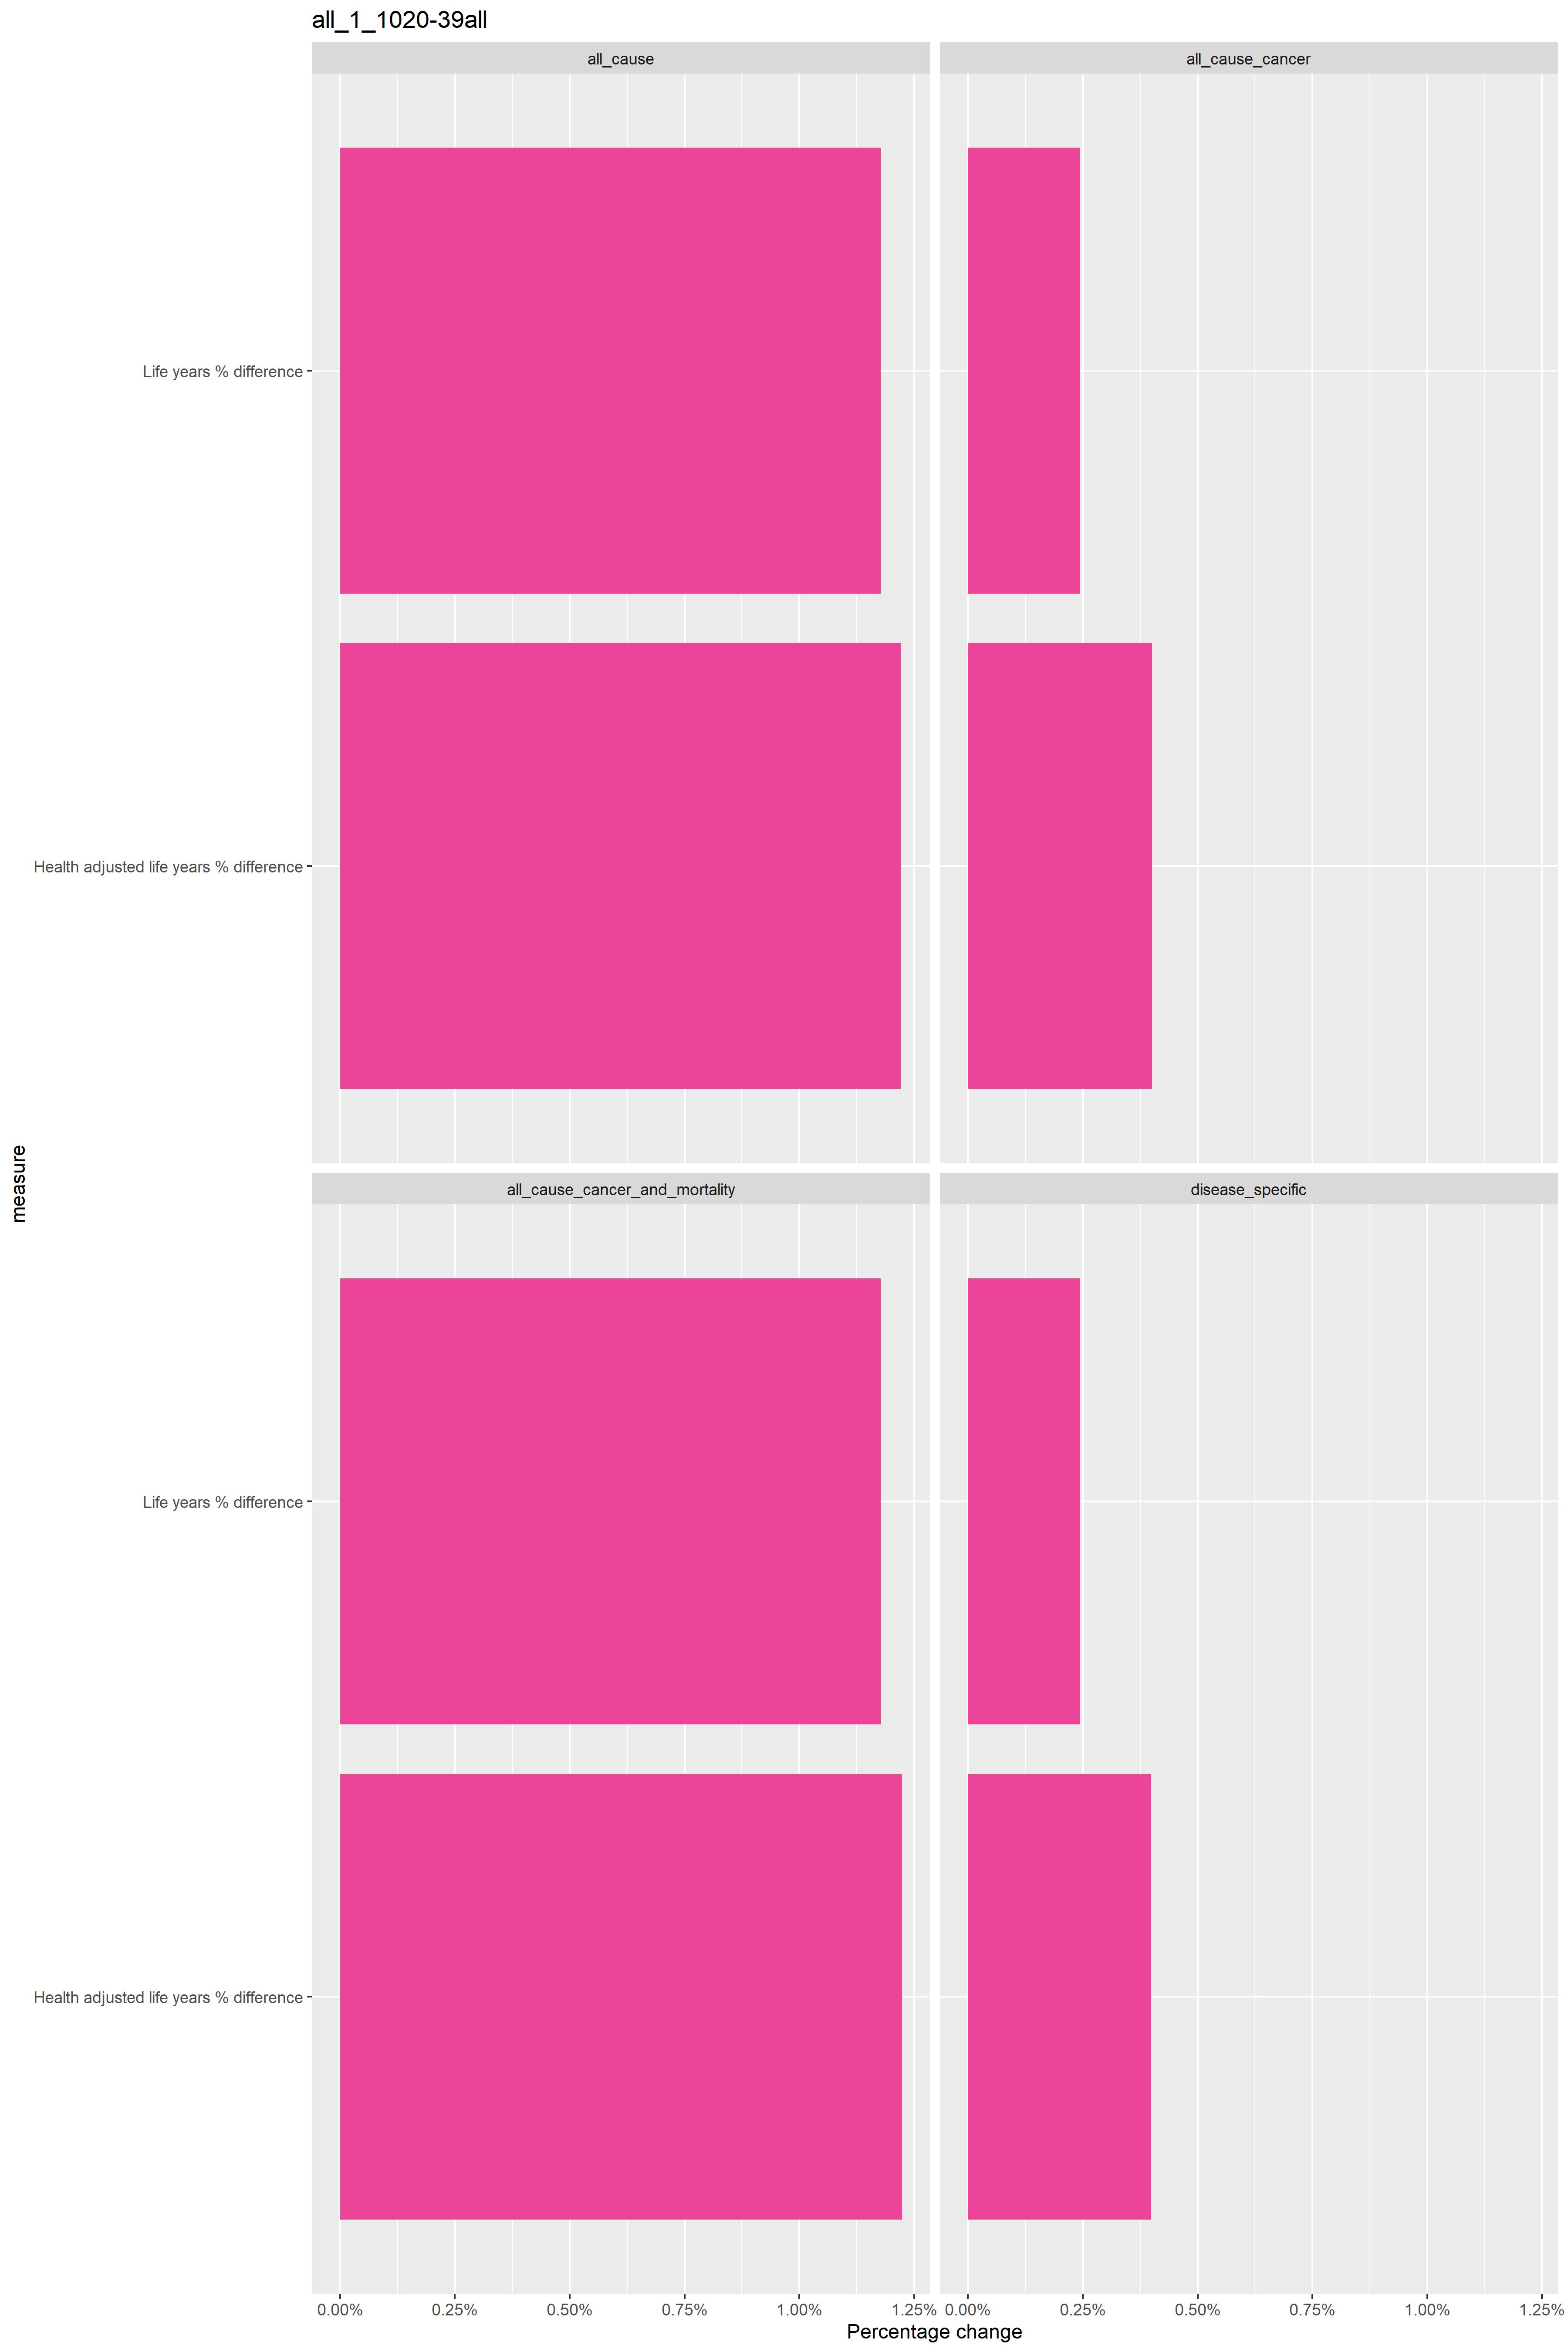 all_1_1020-39all
all_cause
all_cause_cancer
Life years % difference
Health adjusted life years % difference
measure
all_cause_cancer_and_mortality
disease_specific
Life years % difference
Health adjusted life years % difference
0.00% 0.25% 0.50% 0.75% 1.00% 1.25% 0.00% 0.25% 0.50% 0.75% 1.00% 1.25%
Percentage change